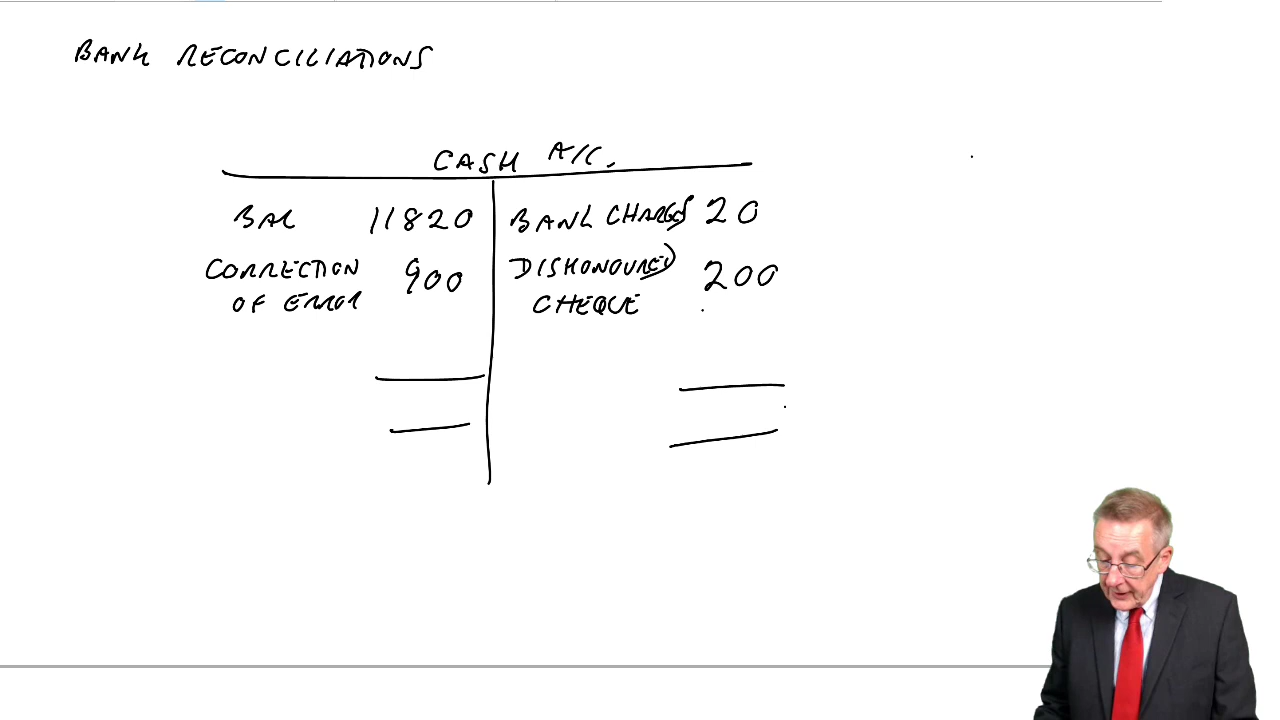 BANK RECONCILIATIONS
CASH A/C.
BAL 11820 BANK CHARGES 20
CORRECTION 900 DISHONOURED 200
OF ERROR CHEQUE